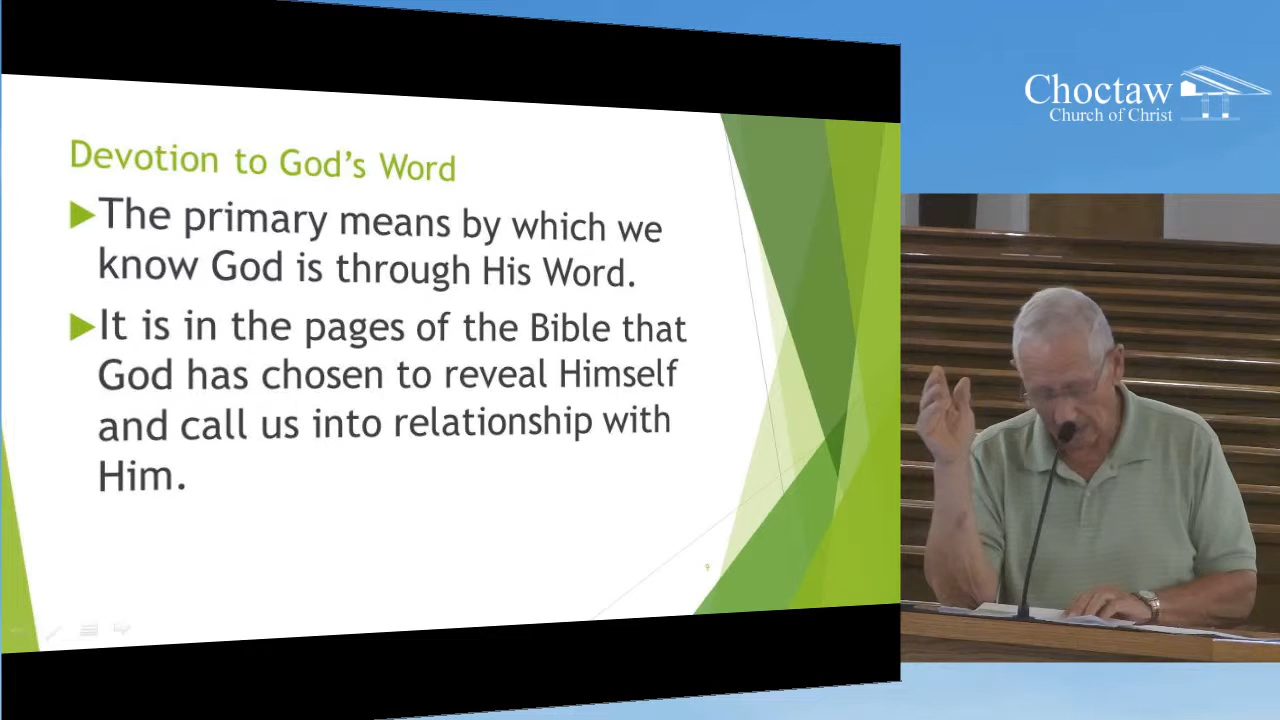 Choctaw
Church of Christ
Devotion to God's Word
The primary means by which we
know God is through His Word.
It is in the pages of the Bible that
God has chosen to reveal Himself
and call us into relationship with
Him.
9